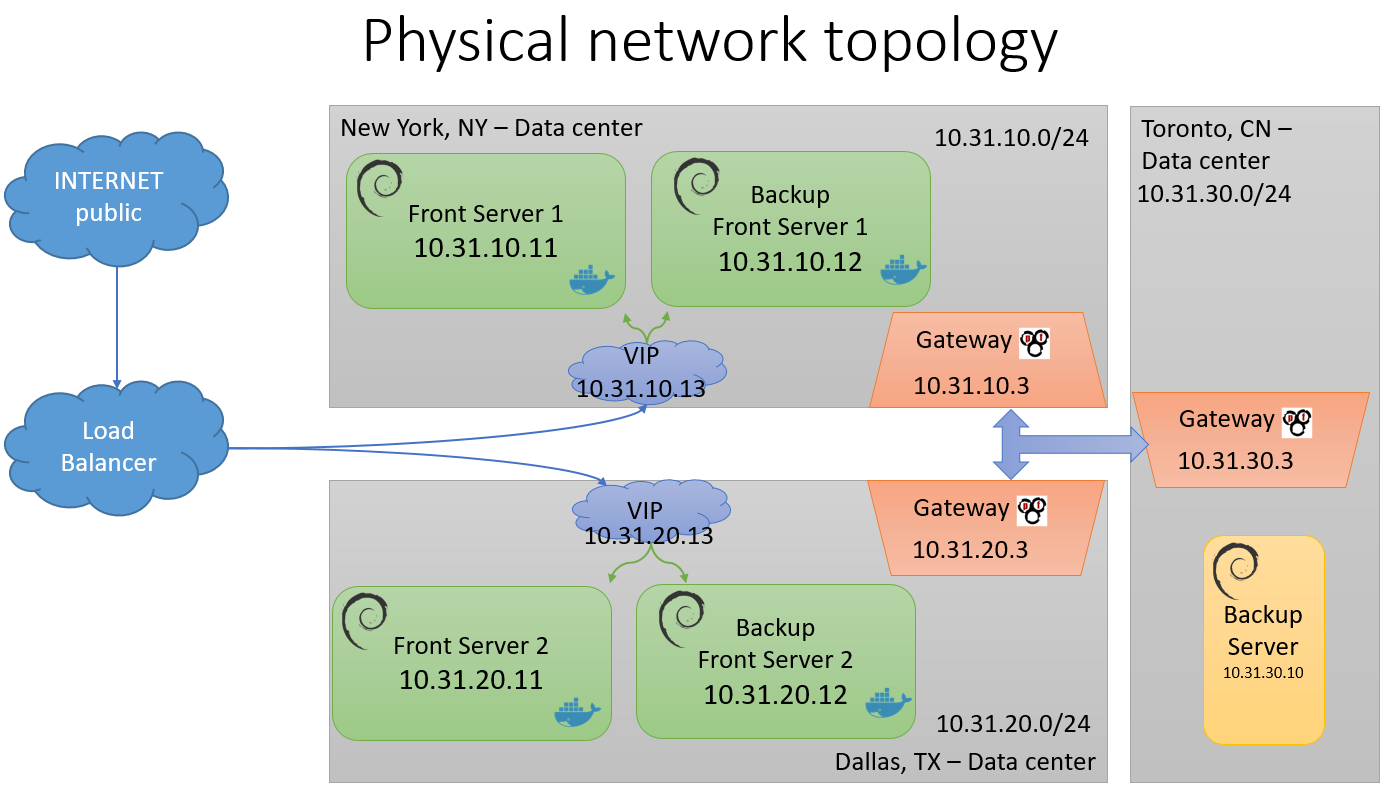 Physical network topology
INTERNET
public
Load
Balancer
New York, NY – Data center
10.31.10.0/24
Front Server 1
10.31.10.11
Backup
Front Server 1
10.31.10.12
VIP
10.31.10.13
Gateway
10.31.10.3
Toronto, CN –
Data center
10.31.30.0/24
Gateway
10.31.30.3
Backup
Server
10.31.30.10
VIP
10.31.20.13
Gateway
10.31.20.3
Front Server 2
10.31.20.11
Backup
Front Server 2
10.31.20.12
10.31.20.0/24
Dallas, TX – Data center